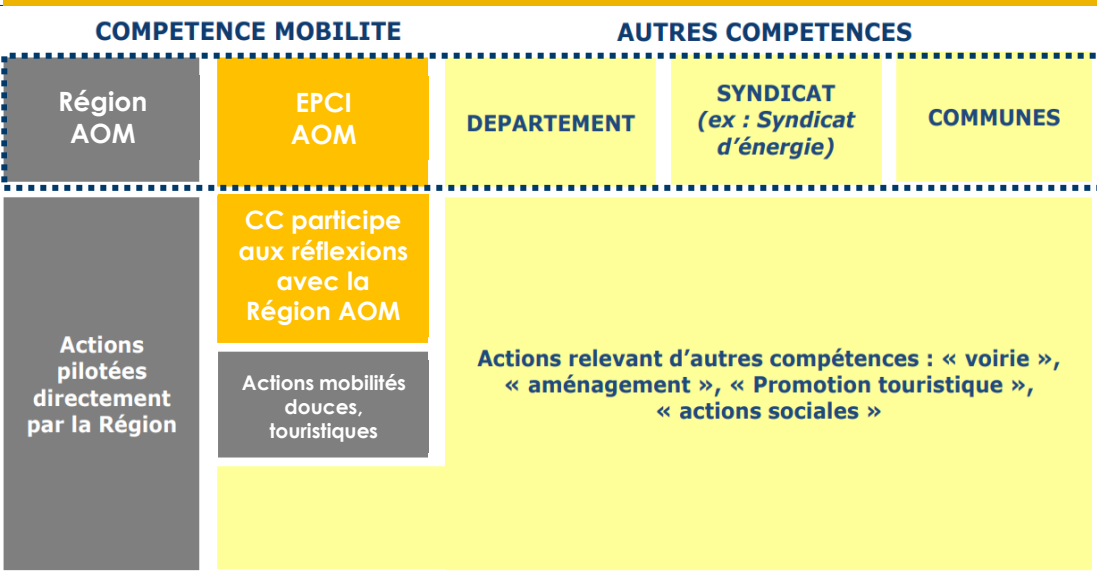 COMPETENCE MOBILITE
AUTRES COMPETENCES
Région
AOM
EPCI
AOM
DEPARTEMENT
SYNDICAT
(ex : Syndicat
d’énergie)
COMMUNES
Actions
pilotées
directement
par la Région
CC participe
aux réflexions
avec la
Région AOM
Actions mobilités
douces,
touristiques
Actions relevant d’autres compétences : « voirie »,
« aménagement », « Promotion touristique »,
« actions sociales »